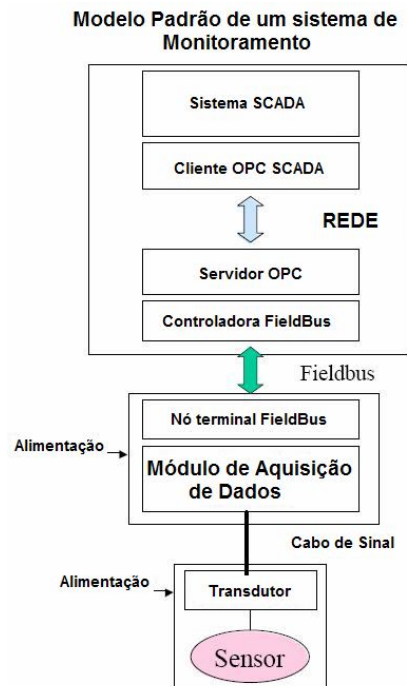 Modelo Padrão de um sistema de
Monitoramento
Sistema SCADA
Cliente OPC SCADA
REDE
Servidor OPC
Controladora FieldBus
Fieldbus
Nó terminal FieldBus
Alimentação
Módulo de Aquisição
de Dados
Cabo de Sinal
Alimentação
Transdutor
Sensor